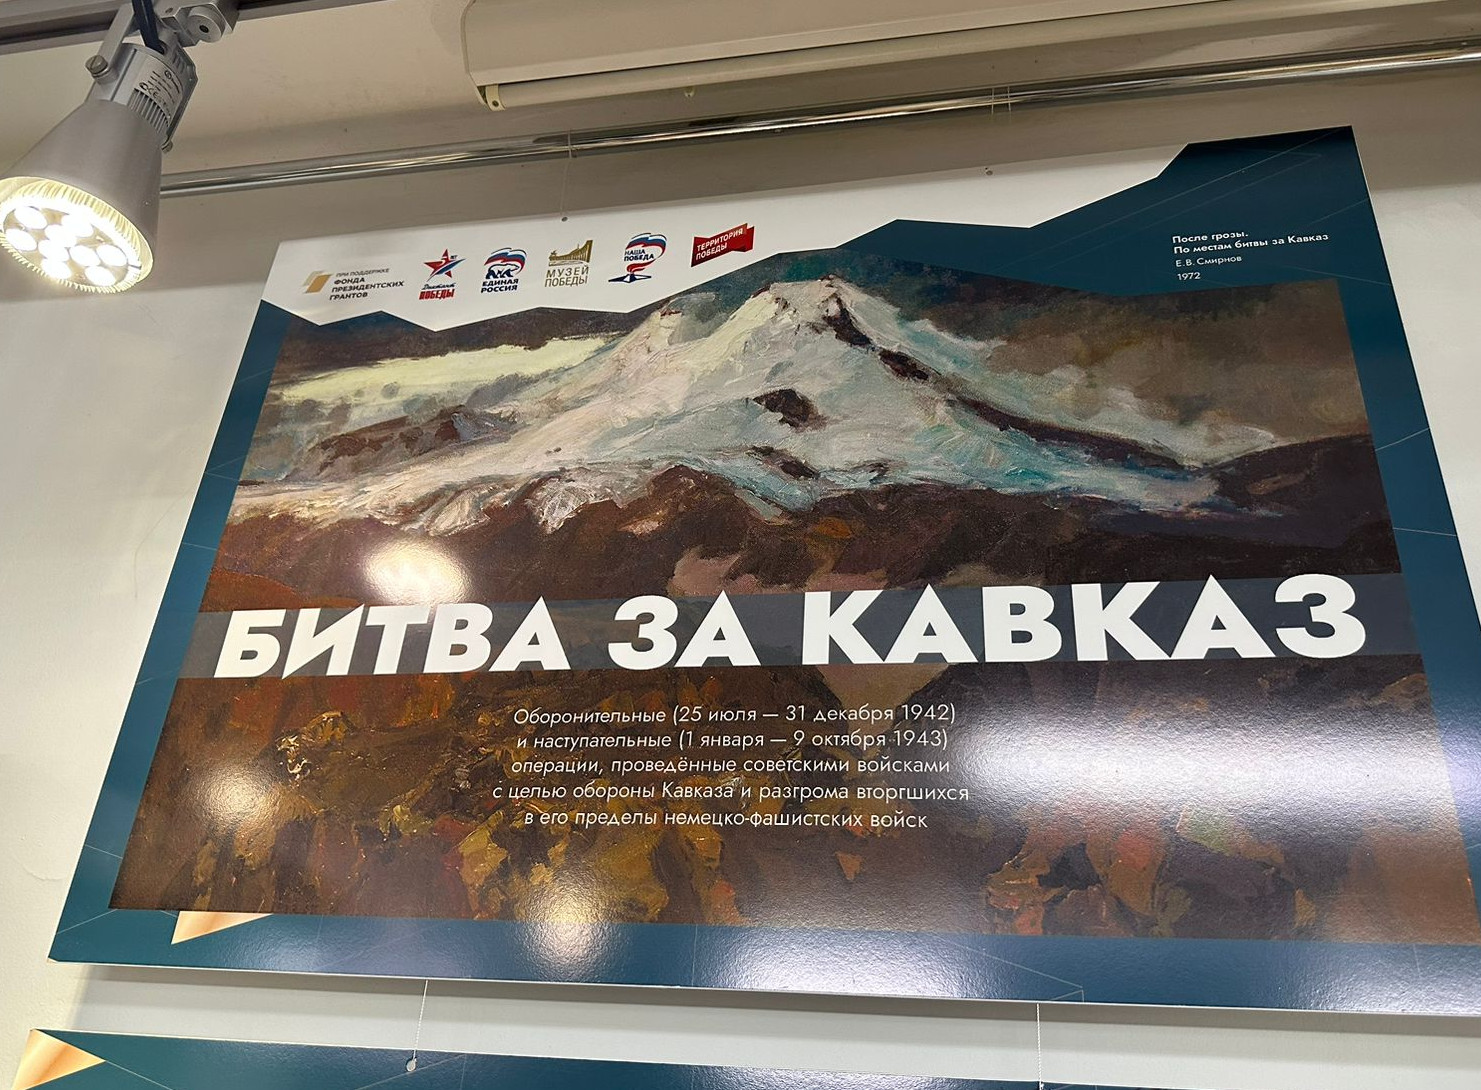 ПРИ ПОДДЕРЖКЕ
ФОНДА
ПРЕЗИДЕНТСКИХ
ГРАНТОВ
ПОБЕДЫ
ЕДИНАЯ
РОССИЯ
МУЗЕЙ
ПОБЕДЫ
НАША
ПОБЕДА
ТЕРРИТОРИЯ
ПОБЕДЫ
После грозы.
По местам битвы за Кавказ
Е.В. Смирнов
1972
БИТВА ЗА КАВКАЗ
Оборонительные (25 июля — 31 декабря 1942)
и наступательные (1 января — 9 октября 1943)
операции, проведённые советскими войсками
с целью обороны Кавказа и разгрома вторгшихся
в его пределы немецко-фашистских войск